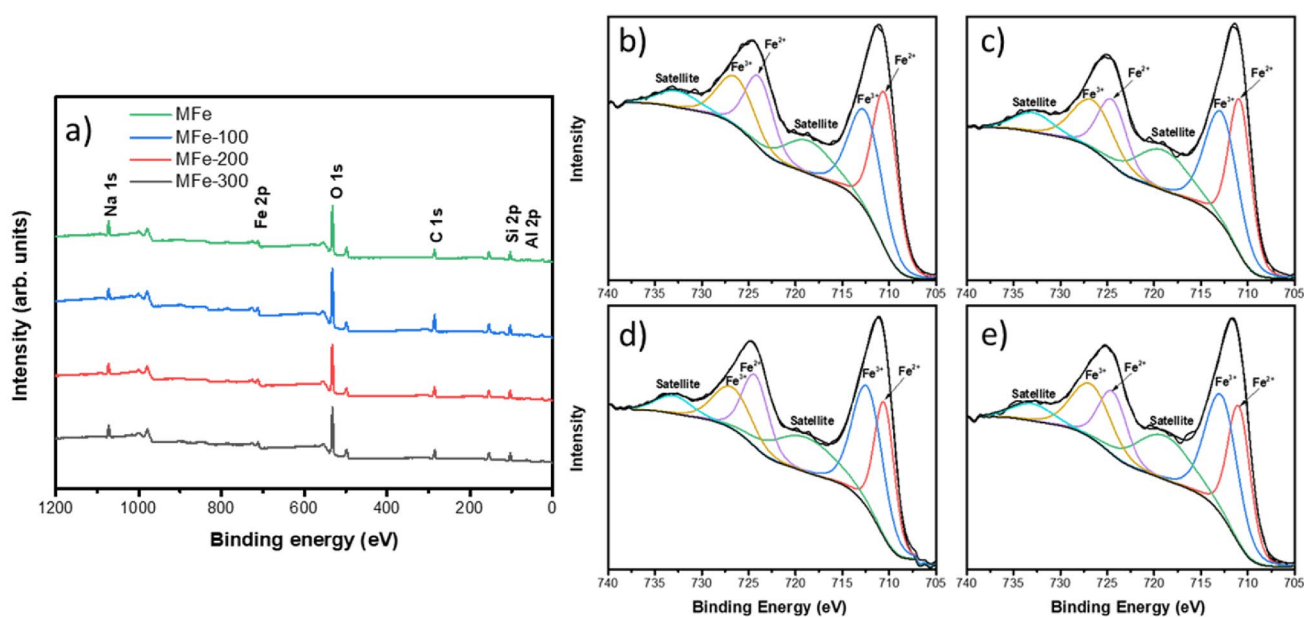 a)
MFe
MFe-100
MFe-200
MFe-300
Na 1s
Fe 2p
O 1s
C 1s
Si 2p
Al 2p
Intensity (arb. units)
1200 1000 800 600 400 200 0
Binding energy (eV)
b)
Satellite
Fe³⁺
Fe²⁺
Satellite
Fe³⁺
Fe²⁺
Intensity
740 735 730 725 720 715 710 705
c)
Satellite
Fe³⁺
Fe²⁺
Satellite
Fe³⁺
Fe²⁺
740 735 730 725 720 715 710 705
d)
Satellite
Fe³⁺
Fe²⁺
Satellite
Fe³⁺
Fe²⁺
Intensity
740 735 730 725 720 715 710 705
Binding Energy (eV)
e)
Satellite
Fe³⁺
Fe²⁺
Satellite
Fe³⁺
Fe²⁺
740 735 730 725 720 715 710 705
Binding Energy (eV)